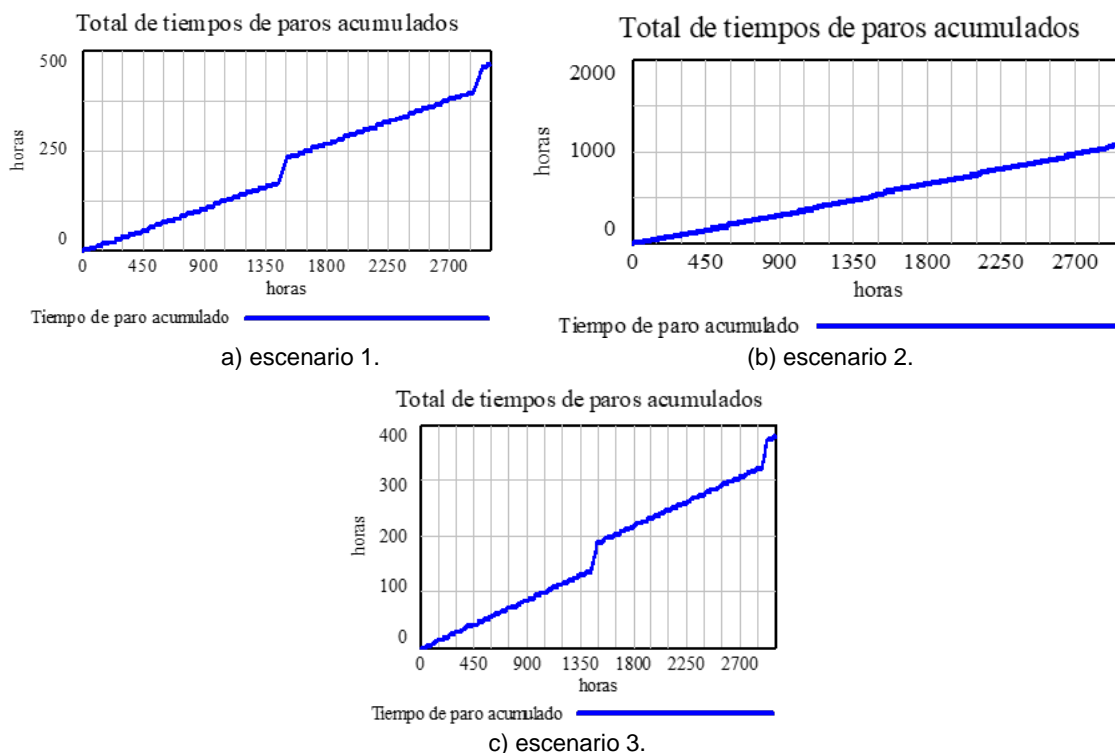 Total de tiempos de paros acumulados
500
250
0
horas
0 450 900 1350 1800 2250 2700
horas
Tiempo de paro acumulado
a) escenario 1.
Total de tiempos de paros acumulados
2000
1000
0
horas
0 450 900 1350 1800 2250 2700
horas
Tiempo de paro acumulado
(b) escenario 2.
Total de tiempos de paros acumulados
400
300
200
100
0
horas
0 450 900 1350 1800 2250 2700
horas
Tiempo de paro acumulado
c) escenario 3.